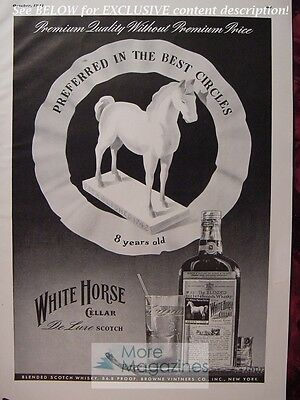 See BELOW for EXCLUSIVE content description:
Premium Quality Without Premium Price
PREFERRED IN THE BEST CIRCLES
8 years old
WHITE HORSE
CELLAR
De Luxe SCOTCH
More
Magazines
BLENDED SCOTCH WHISKY. 86.8 PROOF. BROWNE VINTNERS CO. INC., NEW YORK